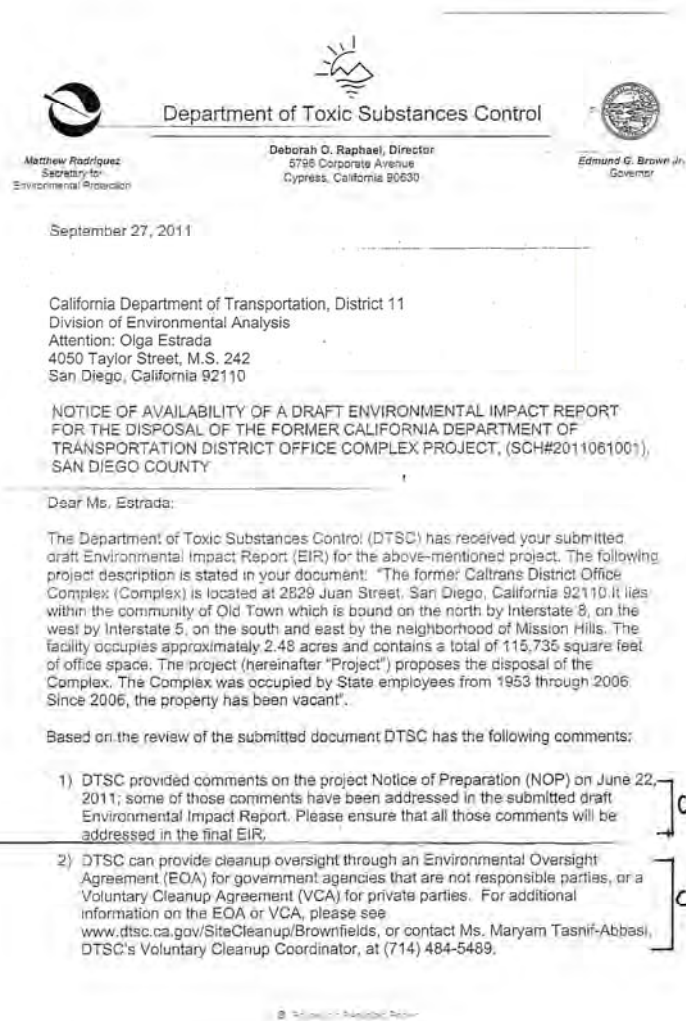 Department of Toxic Substances Control
Matthew Rodriquez
Secretary for
Environmental Protection
Deborah O. Raphael, Director
5796 Corporate Avenue
Cypress, California 90630
Edmund G. Brown Jr.
Governor
September 27, 2011
California Department of Transportation, District 11
Division of Environmental Analysis
Attention: Olga Estrada
4050 Taylor Street, M.S. 242
San Diego, California 92110
NOTICE OF AVAILABILITY OF A DRAFT ENVIRONMENTAL IMPACT REPORT
FOR THE DISPOSAL OF THE FORMER CALIFORNIA DEPARTMENT OF
TRANSPORTATION DISTRICT OFFICE COMPLEX PROJECT, (SCH#2011061001),
SAN DIEGO COUNTY
Dear Ms. Estrada:
The Department of Toxic Substances Control (DTSC) has received your submitted
draft Environmental Impact Report (EIR) for the above-mentioned project. The following
project description is stated in your document: "The former Caltrans District Office
Complex (Complex) is located at 2829 Juan Street, San Diego, California 92110.It lies
within the community of Old Town which is bound on the north by Interstate 8, on the
west by Interstate 5, on the south and east by the neighborhood of Mission Hills. The
facility occupies approximately 2.48 acres and contains a total of 115,735 square feet
of office space. The project (hereinafter "Project") proposes the disposal of the
Complex. The Complex was occupied by State employees from 1953 through 2006.
Since 2006, the property has been vacant".
Based on the review of the submitted document DTSC has the following comments:
1) DTSC provided comments on the project Notice of Preparation (NOP) on June 22,
2011; some of those comments have been addressed in the submitted draft
Environmental Impact Report. Please ensure that all those comments will be
addressed in the final EIR.
2) DTSC can provide cleanup oversight through an Environmental Oversight
Agreement (EOA) for government agencies that are not responsible parties, or a
Voluntary Cleanup Agreement (VCA) for private parties. For additional
information on the EOA or VCA, please see
www.dtsc.ca.gov/SiteCleanup/Brownfields, or contact Ms. Maryam Tasnif-Abbasi,
DTSC's Voluntary Cleanup Coordinator, at (714) 484-5489.